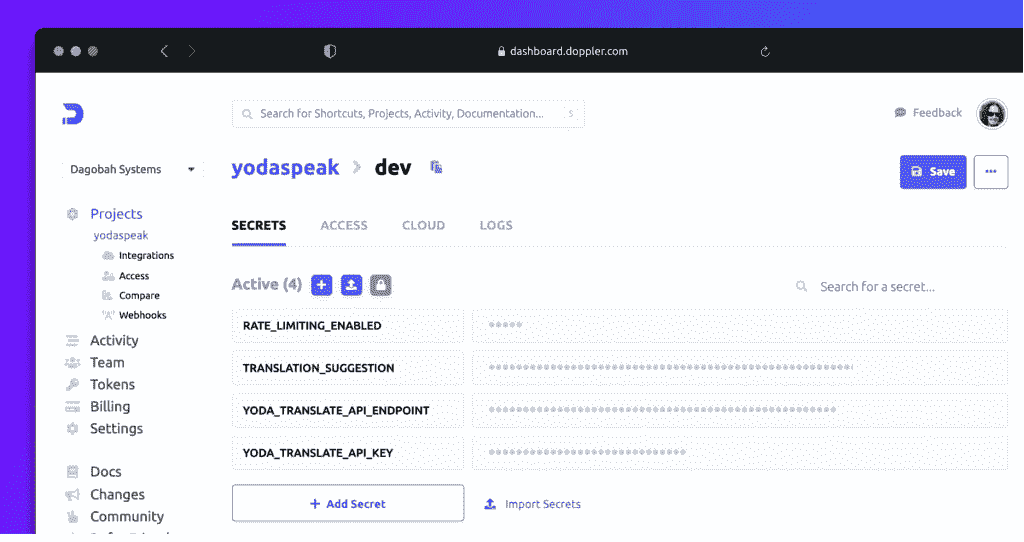 dashboard.doppler.com
Search for Shortcuts, Projects, Activity, Documentation... S
Feedback
Dagobah Systems
yodaspeak > dev
Save
Projects
yodaspeak
Integrations
Access
Compare
Webhooks
Activity
Team
Tokens
Billing
Settings
Docs
Changes
Community
SECRETS ACCESS CLOUD LOGS
Active (4)
Search for a secret...
RATE_LIMITING_ENABLED
TRANSLATION_SUGGESTION
YODA_TRANSLATE_API_ENDPOINT
YODA_TRANSLATE_API_KEY
+ Add Secret
Import Secrets